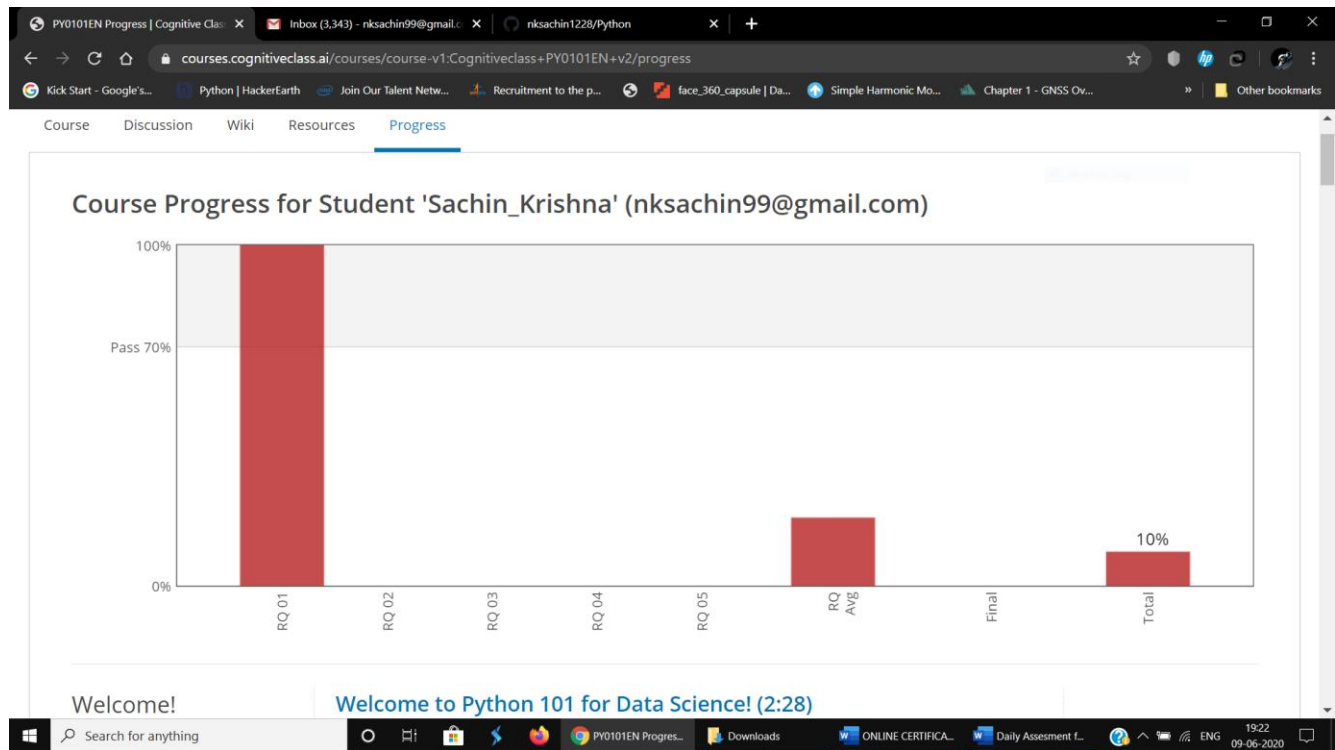 PY0101EN Progress | Cognitive Clas
Inbox (3,343) - nksachin99@gmail.c
nksachin1228/Python
courses.cognitiveclass.ai/courses/course-v1:Cognitiveclass+PY0101EN+v2/progress
Kick Start - Google's... Python | HackerEarth Join Our Talent Netw... Recruitment to the p... face_360_capsule | Da... Simple Harmonic Mo... Chapter 1 - GNSS Ov... » Other bookmarks
Course Discussion Wiki Resources Progress
Course Progress for Student 'Sachin_Krishna' (nksachin99@gmail.com)
100%
Pass 70%
0%
10%
RQ 01
RQ 02
RQ 03
RQ 04
RQ 05
RQ
Avg
Final
Total
Welcome!
Welcome to Python 101 for Data Science! (2:28)
Search for anything
PY0101EN Progres...
Downloads
ONLINE CERTIFICA...
Daily Assesment f...
ENG
19:22
09-06-2020